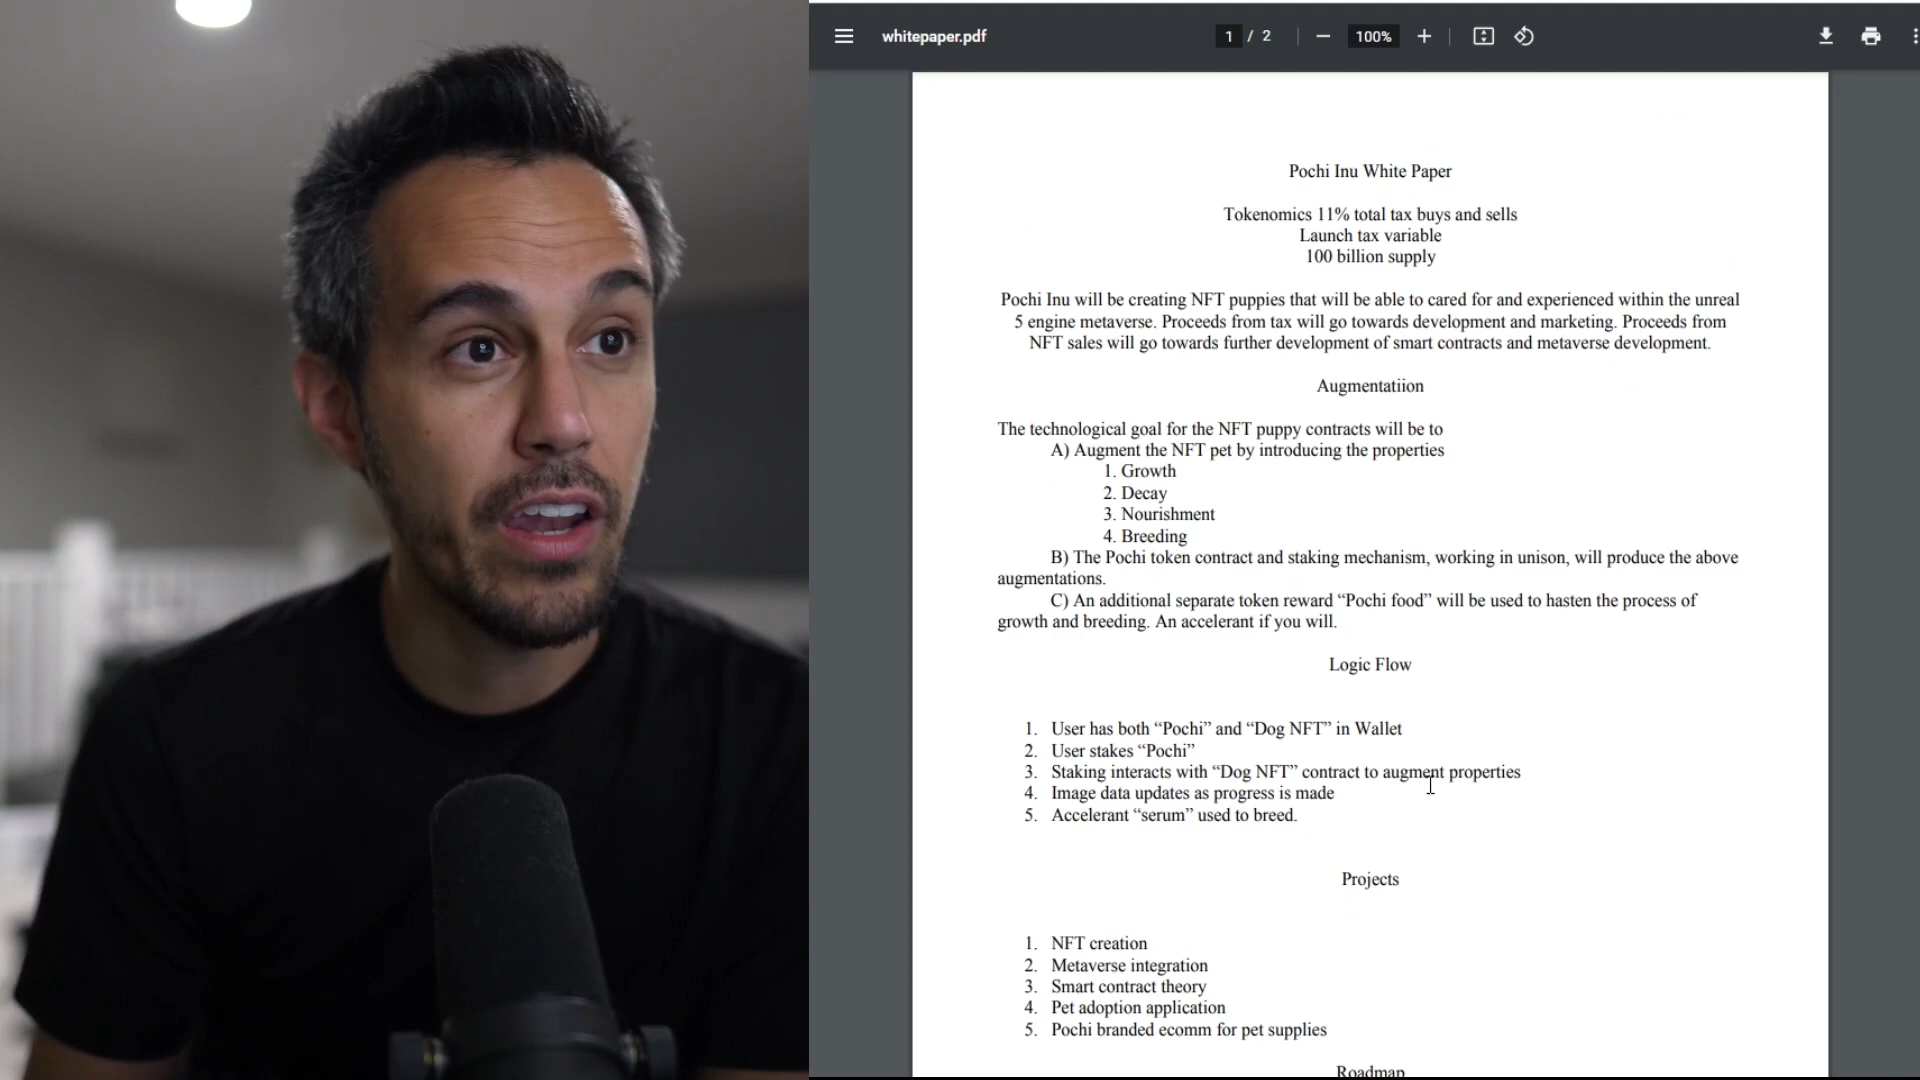 whitepaper.pdf
1 / 2
100%
Pochi Inu White Paper
Tokenomics 11% total tax buys and sells
Launch tax variable
100 billion supply
Pochi Inu will be creating NFT puppies that will be able to cared for and experienced within the unreal
5 engine metaverse. Proceeds from tax will go towards development and marketing. Proceeds from
NFT sales will go towards further development of smart contracts and metaverse development.
Augmentatiion
The technological goal for the NFT puppy contracts will be to
A) Augment the NFT pet by introducing the properties
1. Growth
2. Decay
3. Nourishment
4. Breeding
B) The Pochi token contract and staking mechanism, working in unison, will produce the above
augmentations.
C) An additional separate token reward “Pochi food” will be used to hasten the process of
growth and breeding. An accelerant if you will.
Logic Flow
1. User has both “Pochi” and “Dog NFT” in Wallet
2. User stakes “Pochi”
3. Staking interacts with “Dog NFT” contract to augment properties
4. Image data updates as progress is made
5. Accelerant “serum” used to breed.
Projects
1. NFT creation
2. Metaverse integration
3. Smart contract theory
4. Pet adoption application
5. Pochi branded ecomm for pet supplies
Roadmap